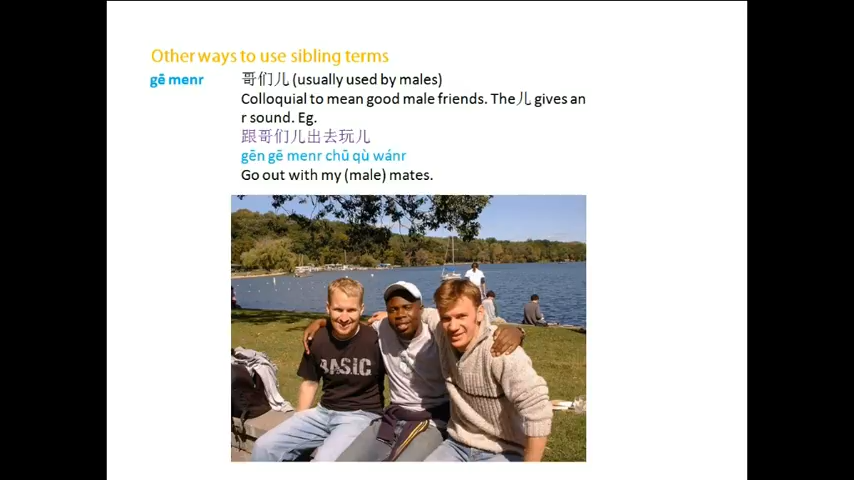 Other ways to use sibling terms
gē menr 哥们儿 (usually used by males)
Colloquial to mean good male friends. The 儿 gives an
r sound. Eg.
跟哥们儿出去玩儿
gēn gē menr chū qù wánr
Go out with my (male) mates.
BASIC